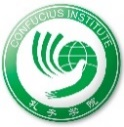 CONFUCIUS INSTITUTE
孔子学院